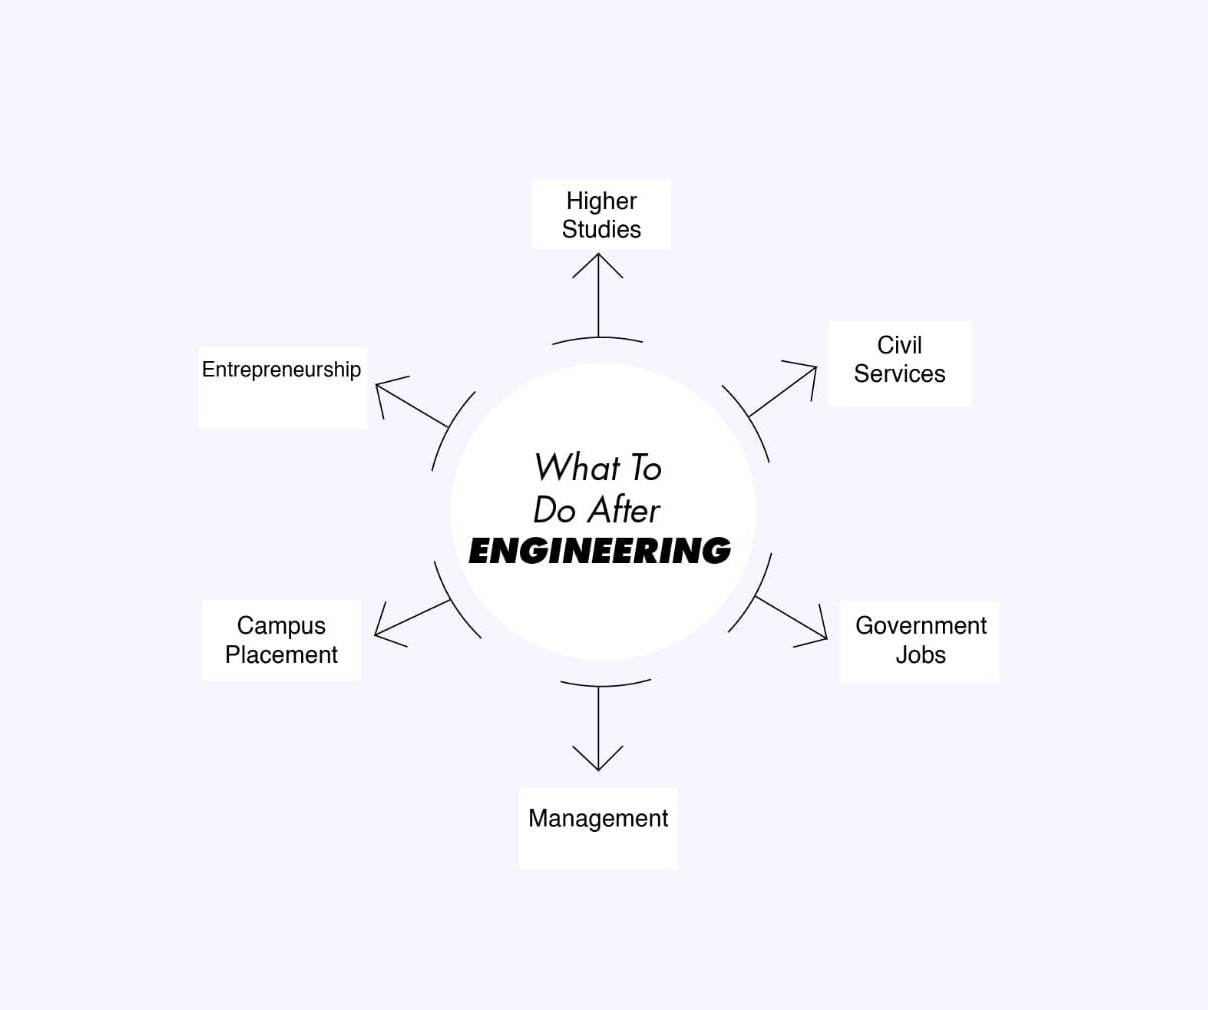 Higher
Studies
Civil
Services
Entrepreneurship
What To
Do After
ENGINEERING
Campus
Placement
Government
Jobs
Management